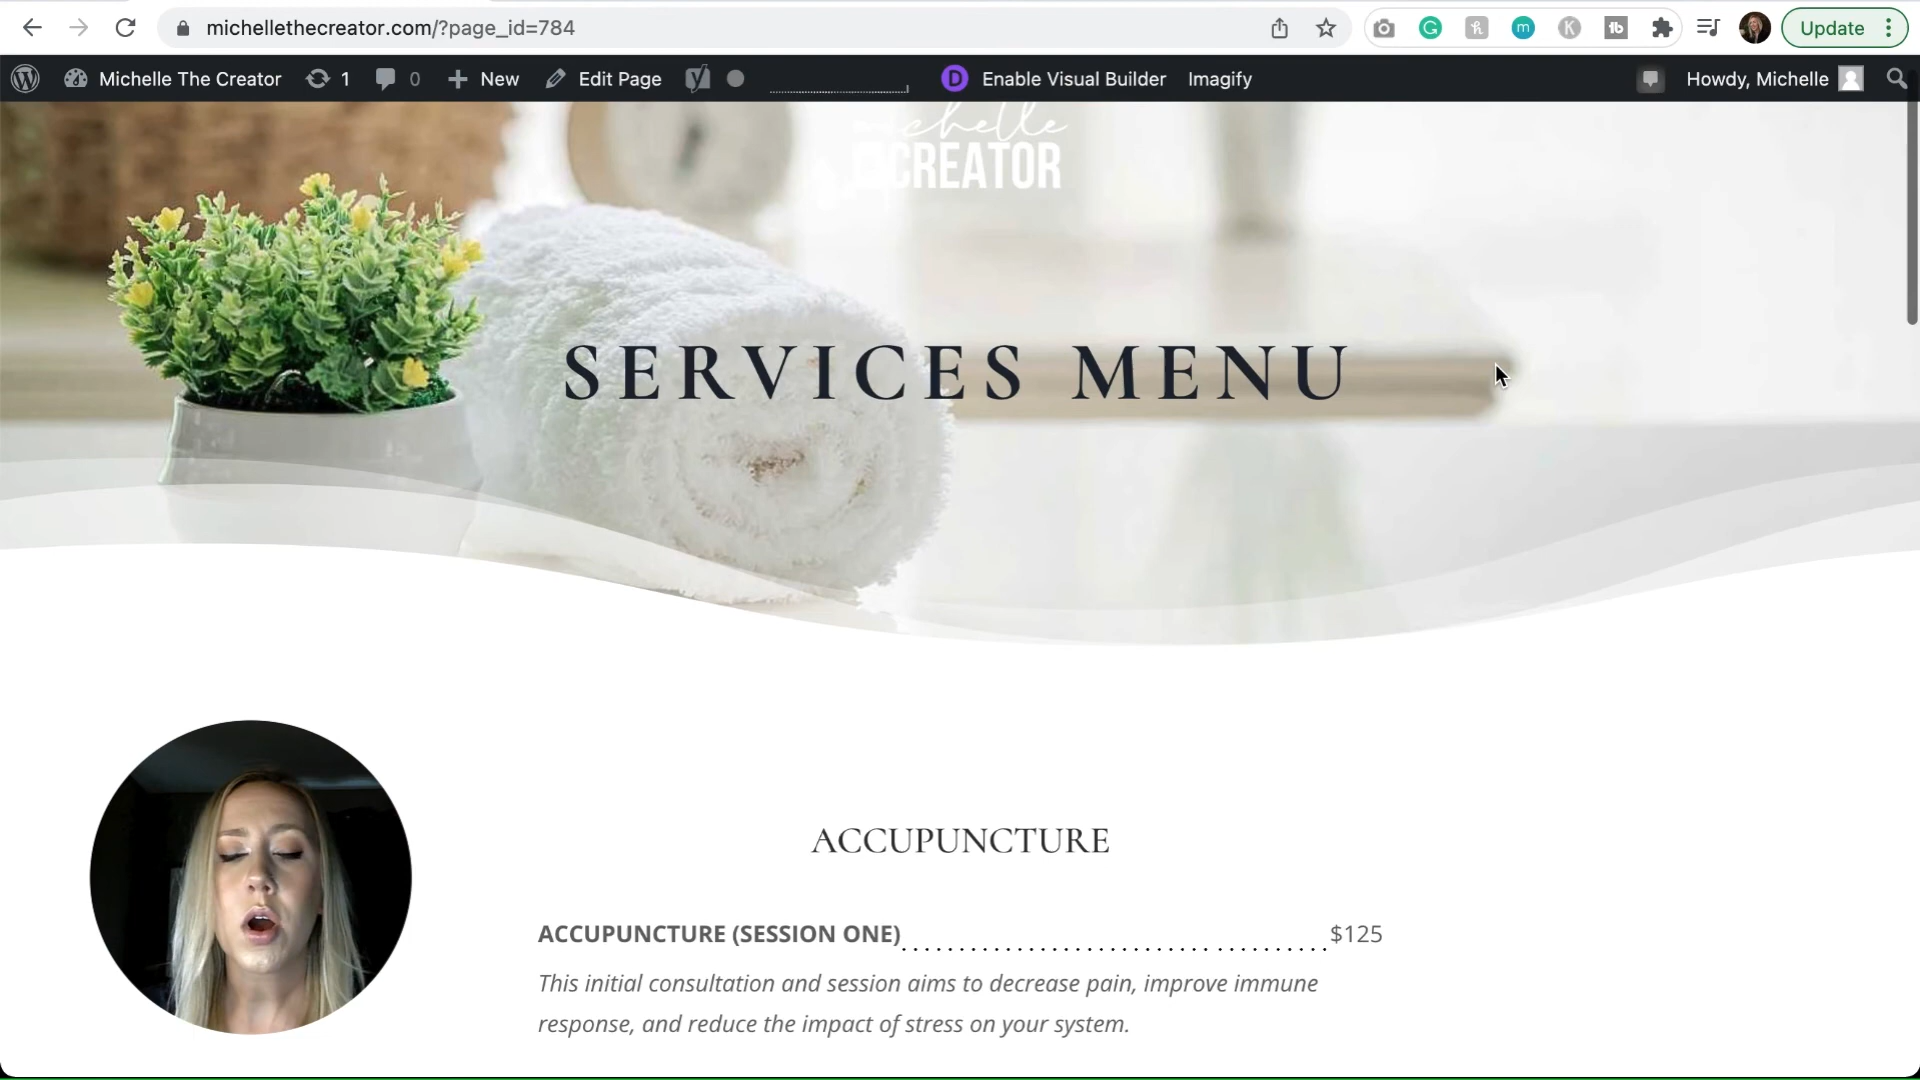 michellethecreator.com/?page_id=784
Update
Michelle The Creator 1 0 New Edit Page Enable Visual Builder Imagify Howdy, Michelle
CREATOR
SERVICES MENU
ACCUPUNCTURE
ACCUPUNCTURE (SESSION ONE) $125
This initial consultation and session aims to decrease pain, improve immune
response, and reduce the impact of stress on your system.